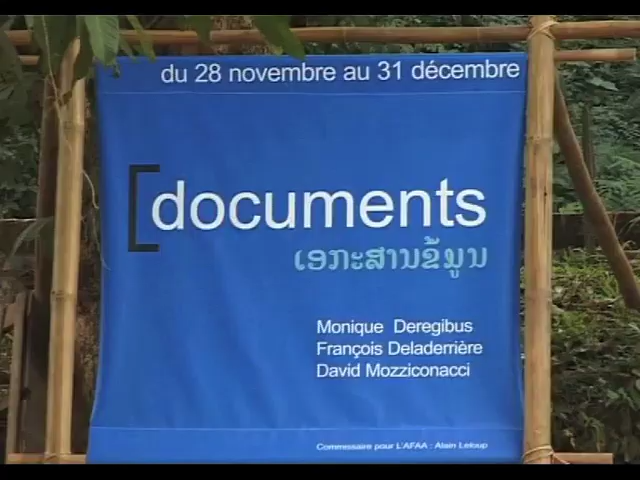 du 28 novembre au 31 décembre
[documents
ເອກະສານຂໍ້ມູນ
Monique Deregibus
François Deladerrière
David Mozziconacci
Commissaire pour L'AFAA : Alain Leloup